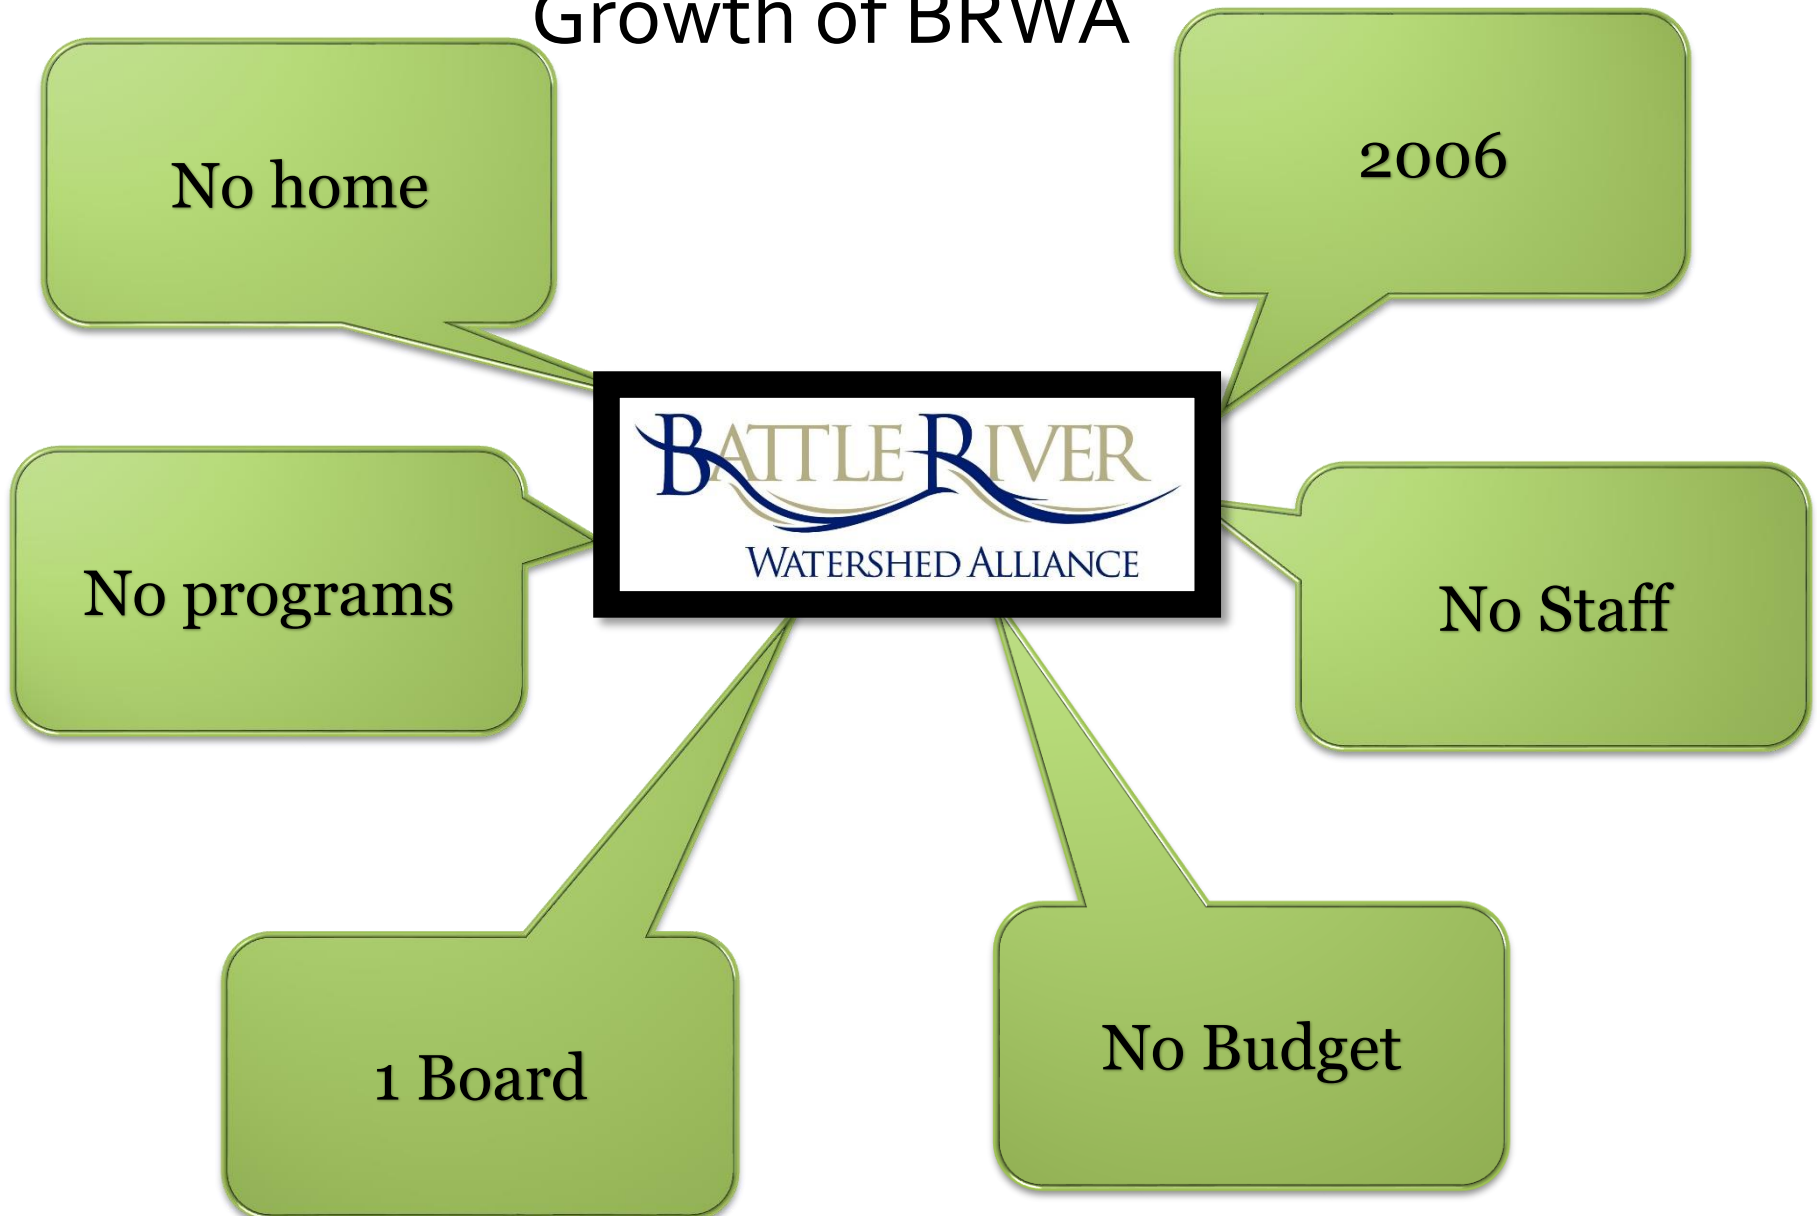 Growth of BRWA
No home
2006
BATTLE RIVER
WATERSHED ALLIANCE
No programs
No Staff
1 Board
No Budget